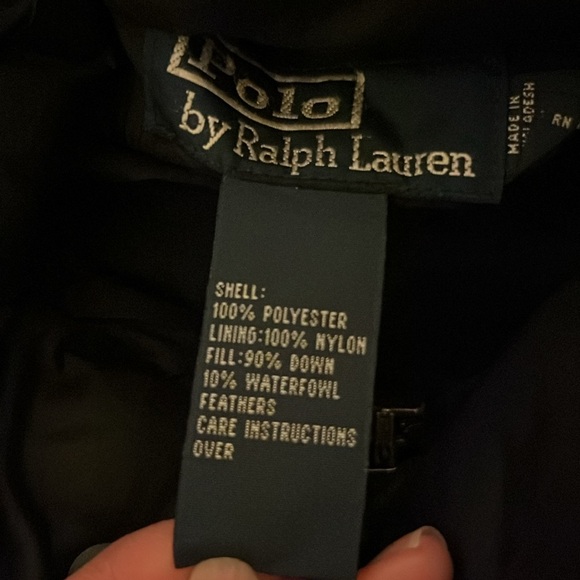 Polo
by Ralph Lauren
MADE IN
RN
SHELL:
100% POLYESTER
LINING:100% NYLON
FILL:90% DOWN
10% WATERFOWL
FEATHERS
CARE INSTRUCTIONS
OVER